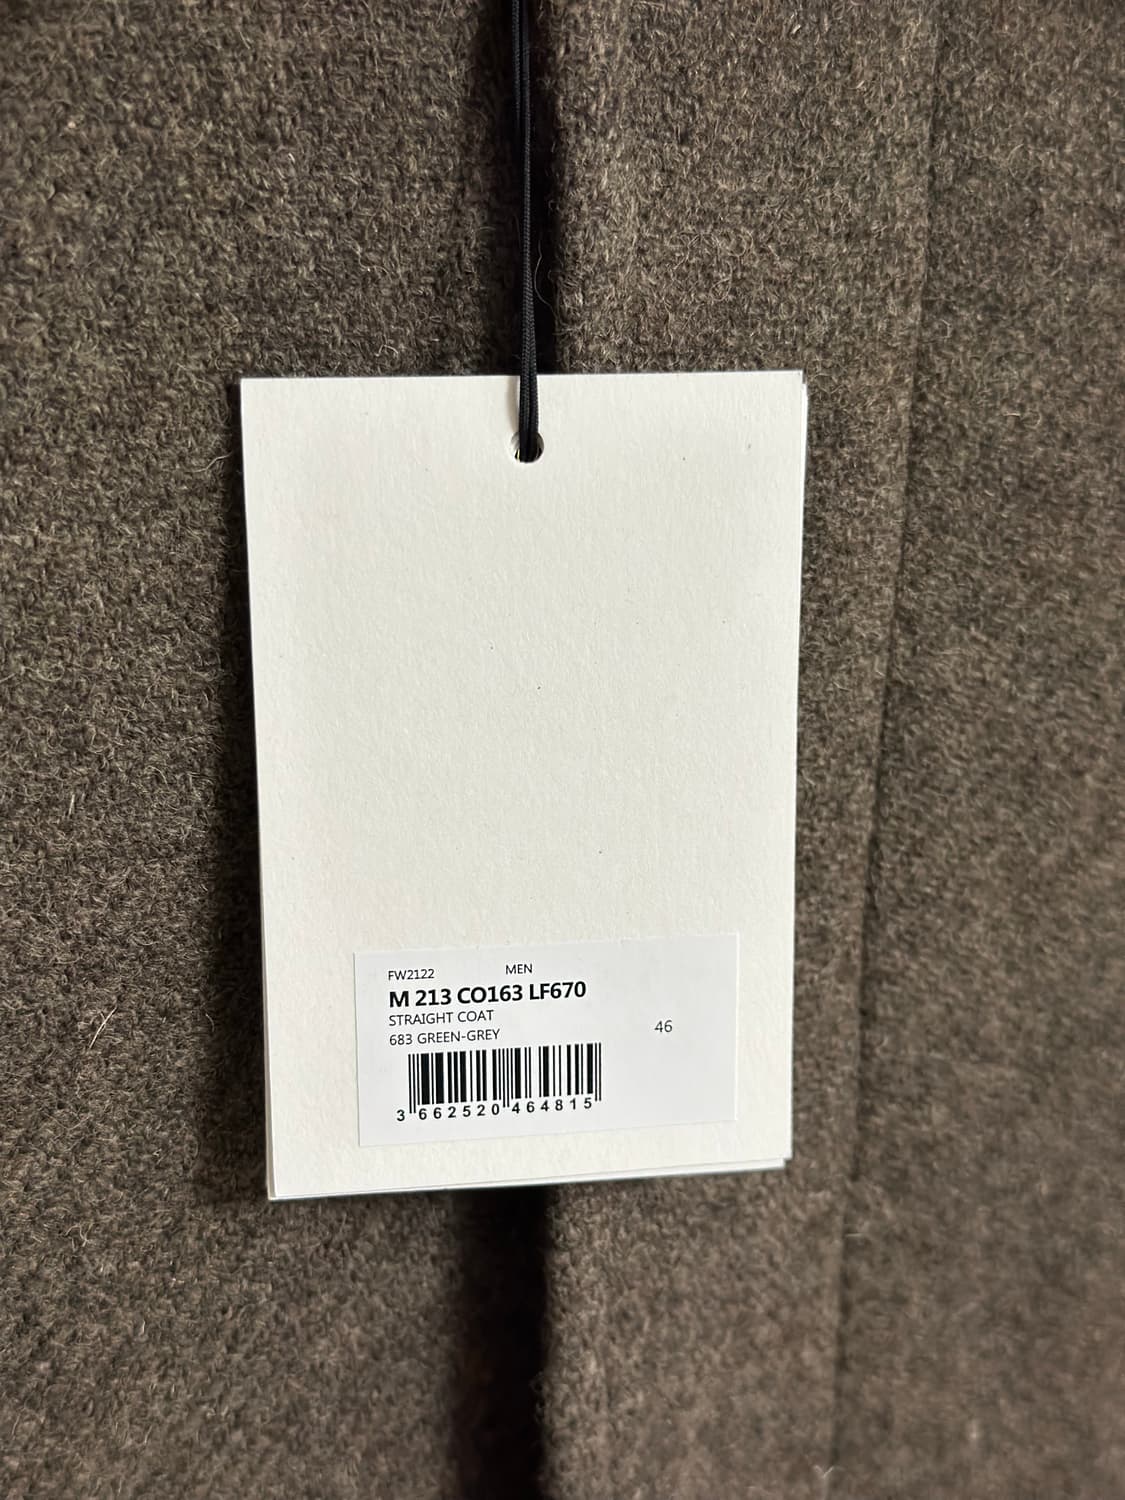 FW2122 MEN
M 213 CO163 LF670
STRAIGHT COAT
683 GREEN-GREY
46
3 662520 464815